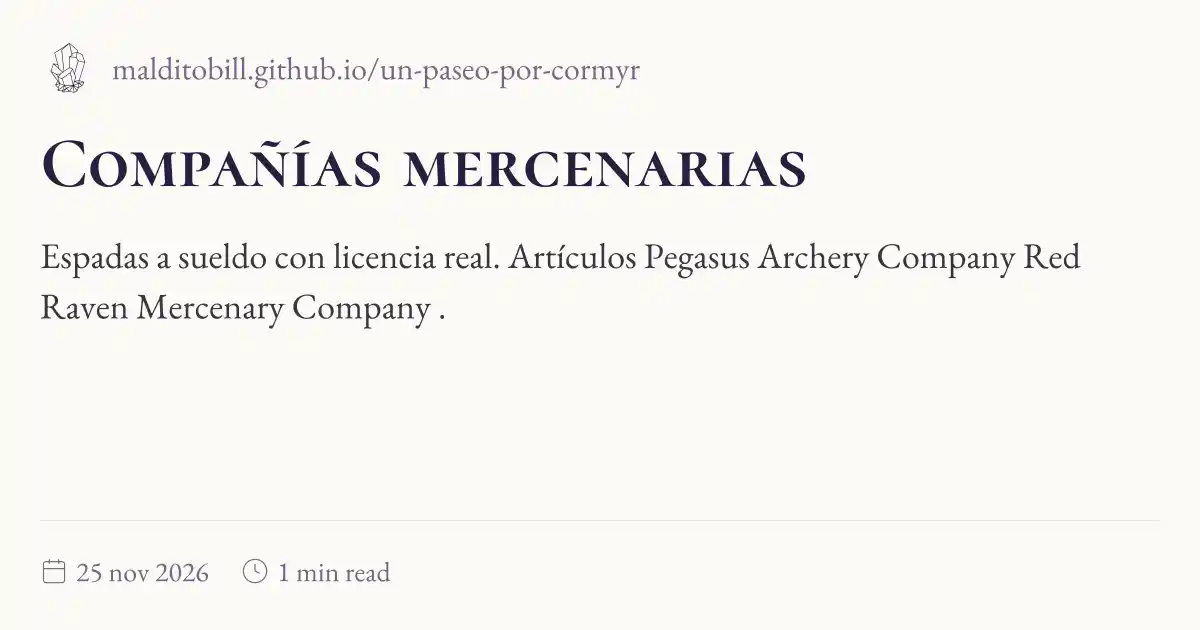 malditobill.github.io/un-paseo-por-cormyr
Compañías mercenarias
Espadas a sueldo con licencia real. Artículos Pegasus Archery Company Red
Raven Mercenary Company .
25 nov 2026
1 min read